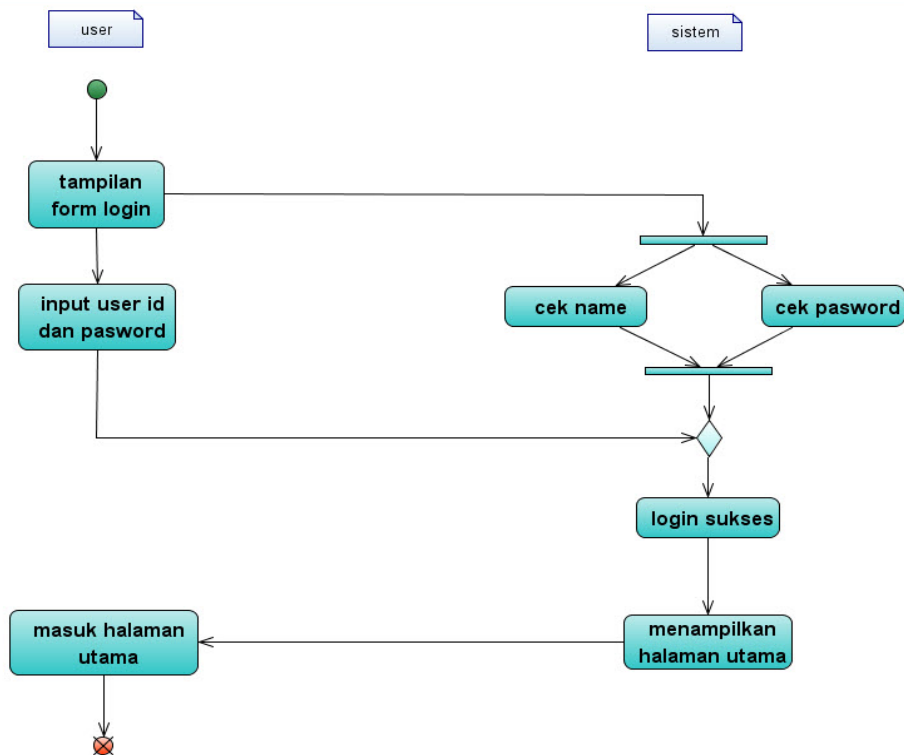 user
sistem
tampilan
form login
input user id
dan pasword
cek name
cek pasword
login sukses
menampilkan
halaman utama
masuk halaman
utama